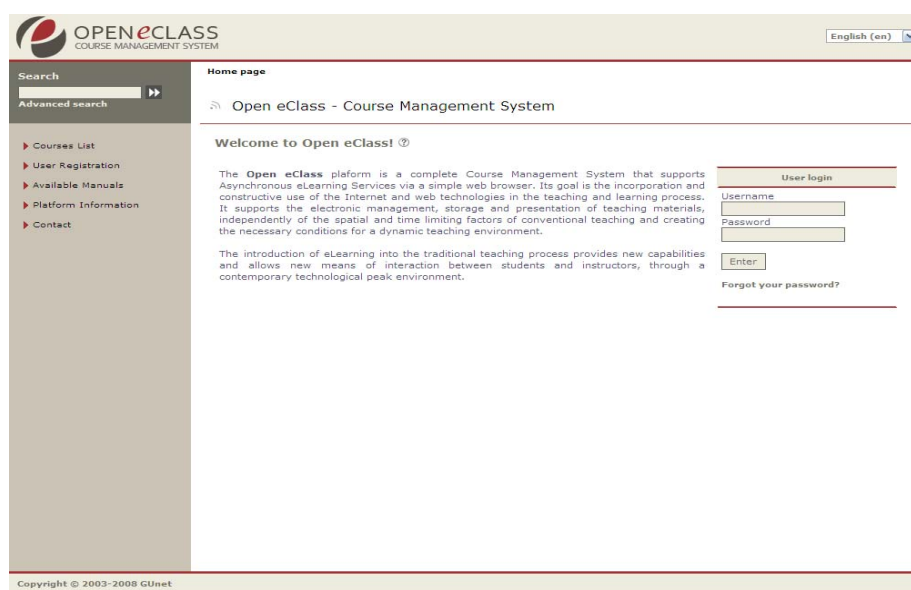 OPENeCLASS
COURSE MANAGEMENT SYSTEM
English (en)
Search
Advanced search
Courses List
User Registration
Available Manuals
Platform Information
Contact
Home page
Open eClass - Course Management System
Welcome to Open eClass!
The Open eClass plaform is a complete Course Management System that supports
Asynchronous eLearning Services via a simple web browser. Its goal is the incorporation and
constructive use of the Internet and web technologies in the teaching and learning process.
It supports the electronic management, storage and presentation of teaching materials,
independently of the spatial and time limiting factors of conventional teaching and creating
the necessary conditions for a dynamic teaching environment.
The introduction of eLearning into the traditional teaching process provides new capabilities
and allows new means of interaction between students and instructors, through a
contemporary technological peak environment.
User login
Username
Password
Enter
Forgot your password?
Copyright © 2003-2008 GUnet